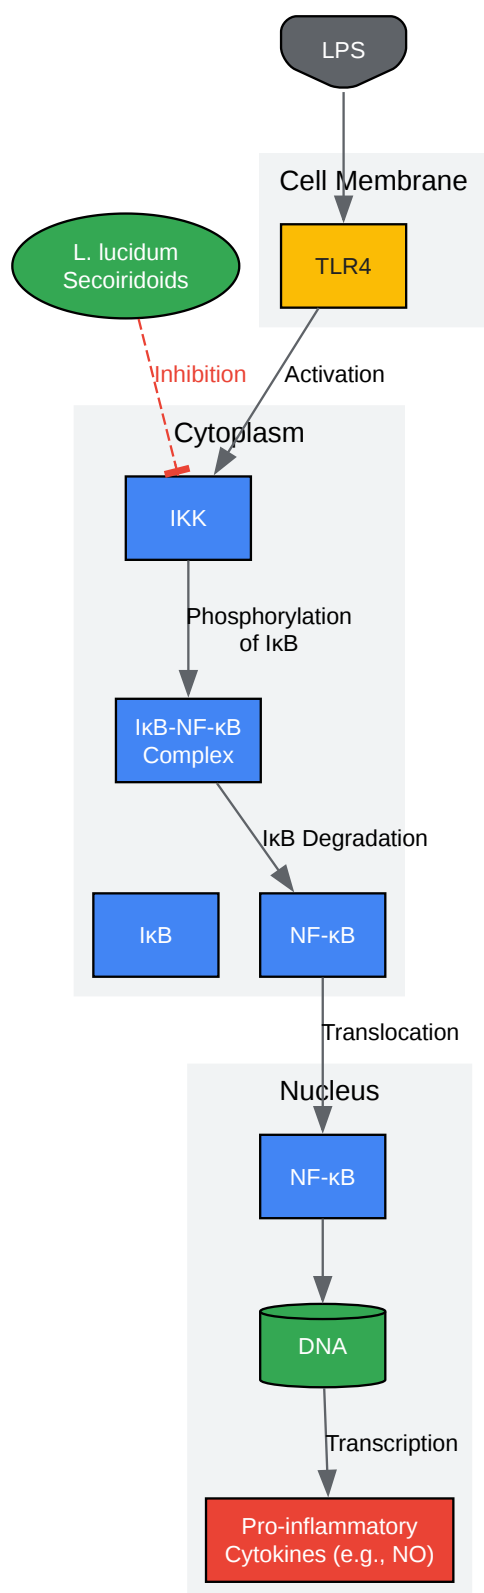 LPS
Cell Membrane
TLR4
L. lucidum
Secoiridoids
Inhibition
Activation
Cytoplasm
IKK
Phosphorylation
of IκB
IκB-NF-κB
Complex
IκB Degradation
IκB
NF-κB
Translocation
Nucleus
NF-κB
DNA
Transcription
Pro-inflammatory
Cytokines (e.g., NO)